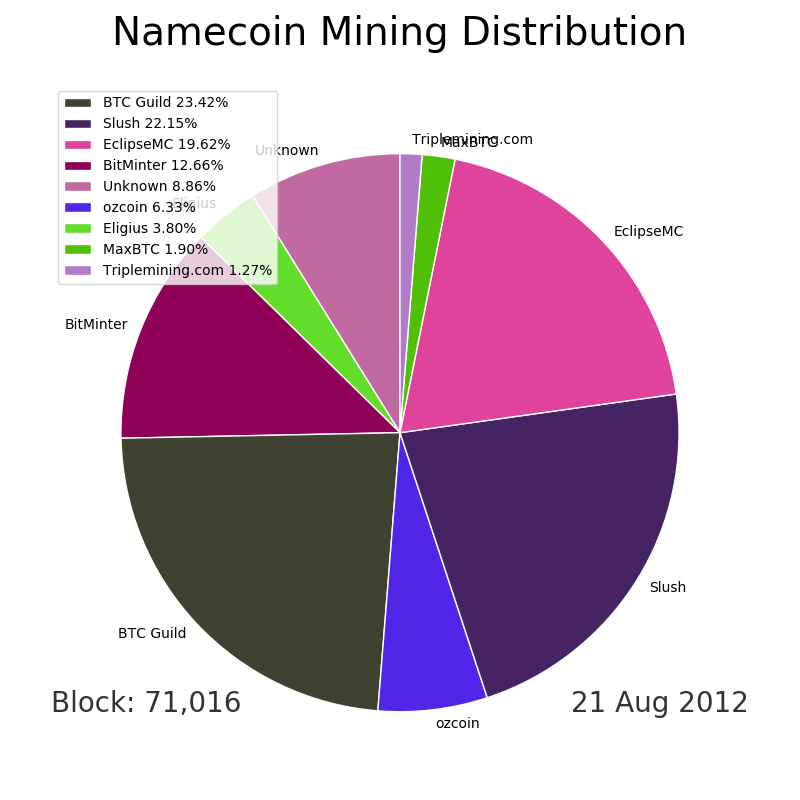 Namecoin Mining Distribution
BTC Guild 23.42%
Slush 22.15%
EclipseMC 19.62%
BitMinter 12.66%
Unknown 8.86%
ozcoin 6.33%
Eligius 3.80%
MaxBTC 1.90%
Triplemining.com 1.27%
Triplemining.com
MaxBTC
Unknown
Eligius
EclipseMC
BitMinter
Slush
BTC Guild
ozcoin
Block: 71,016
21 Aug 2012